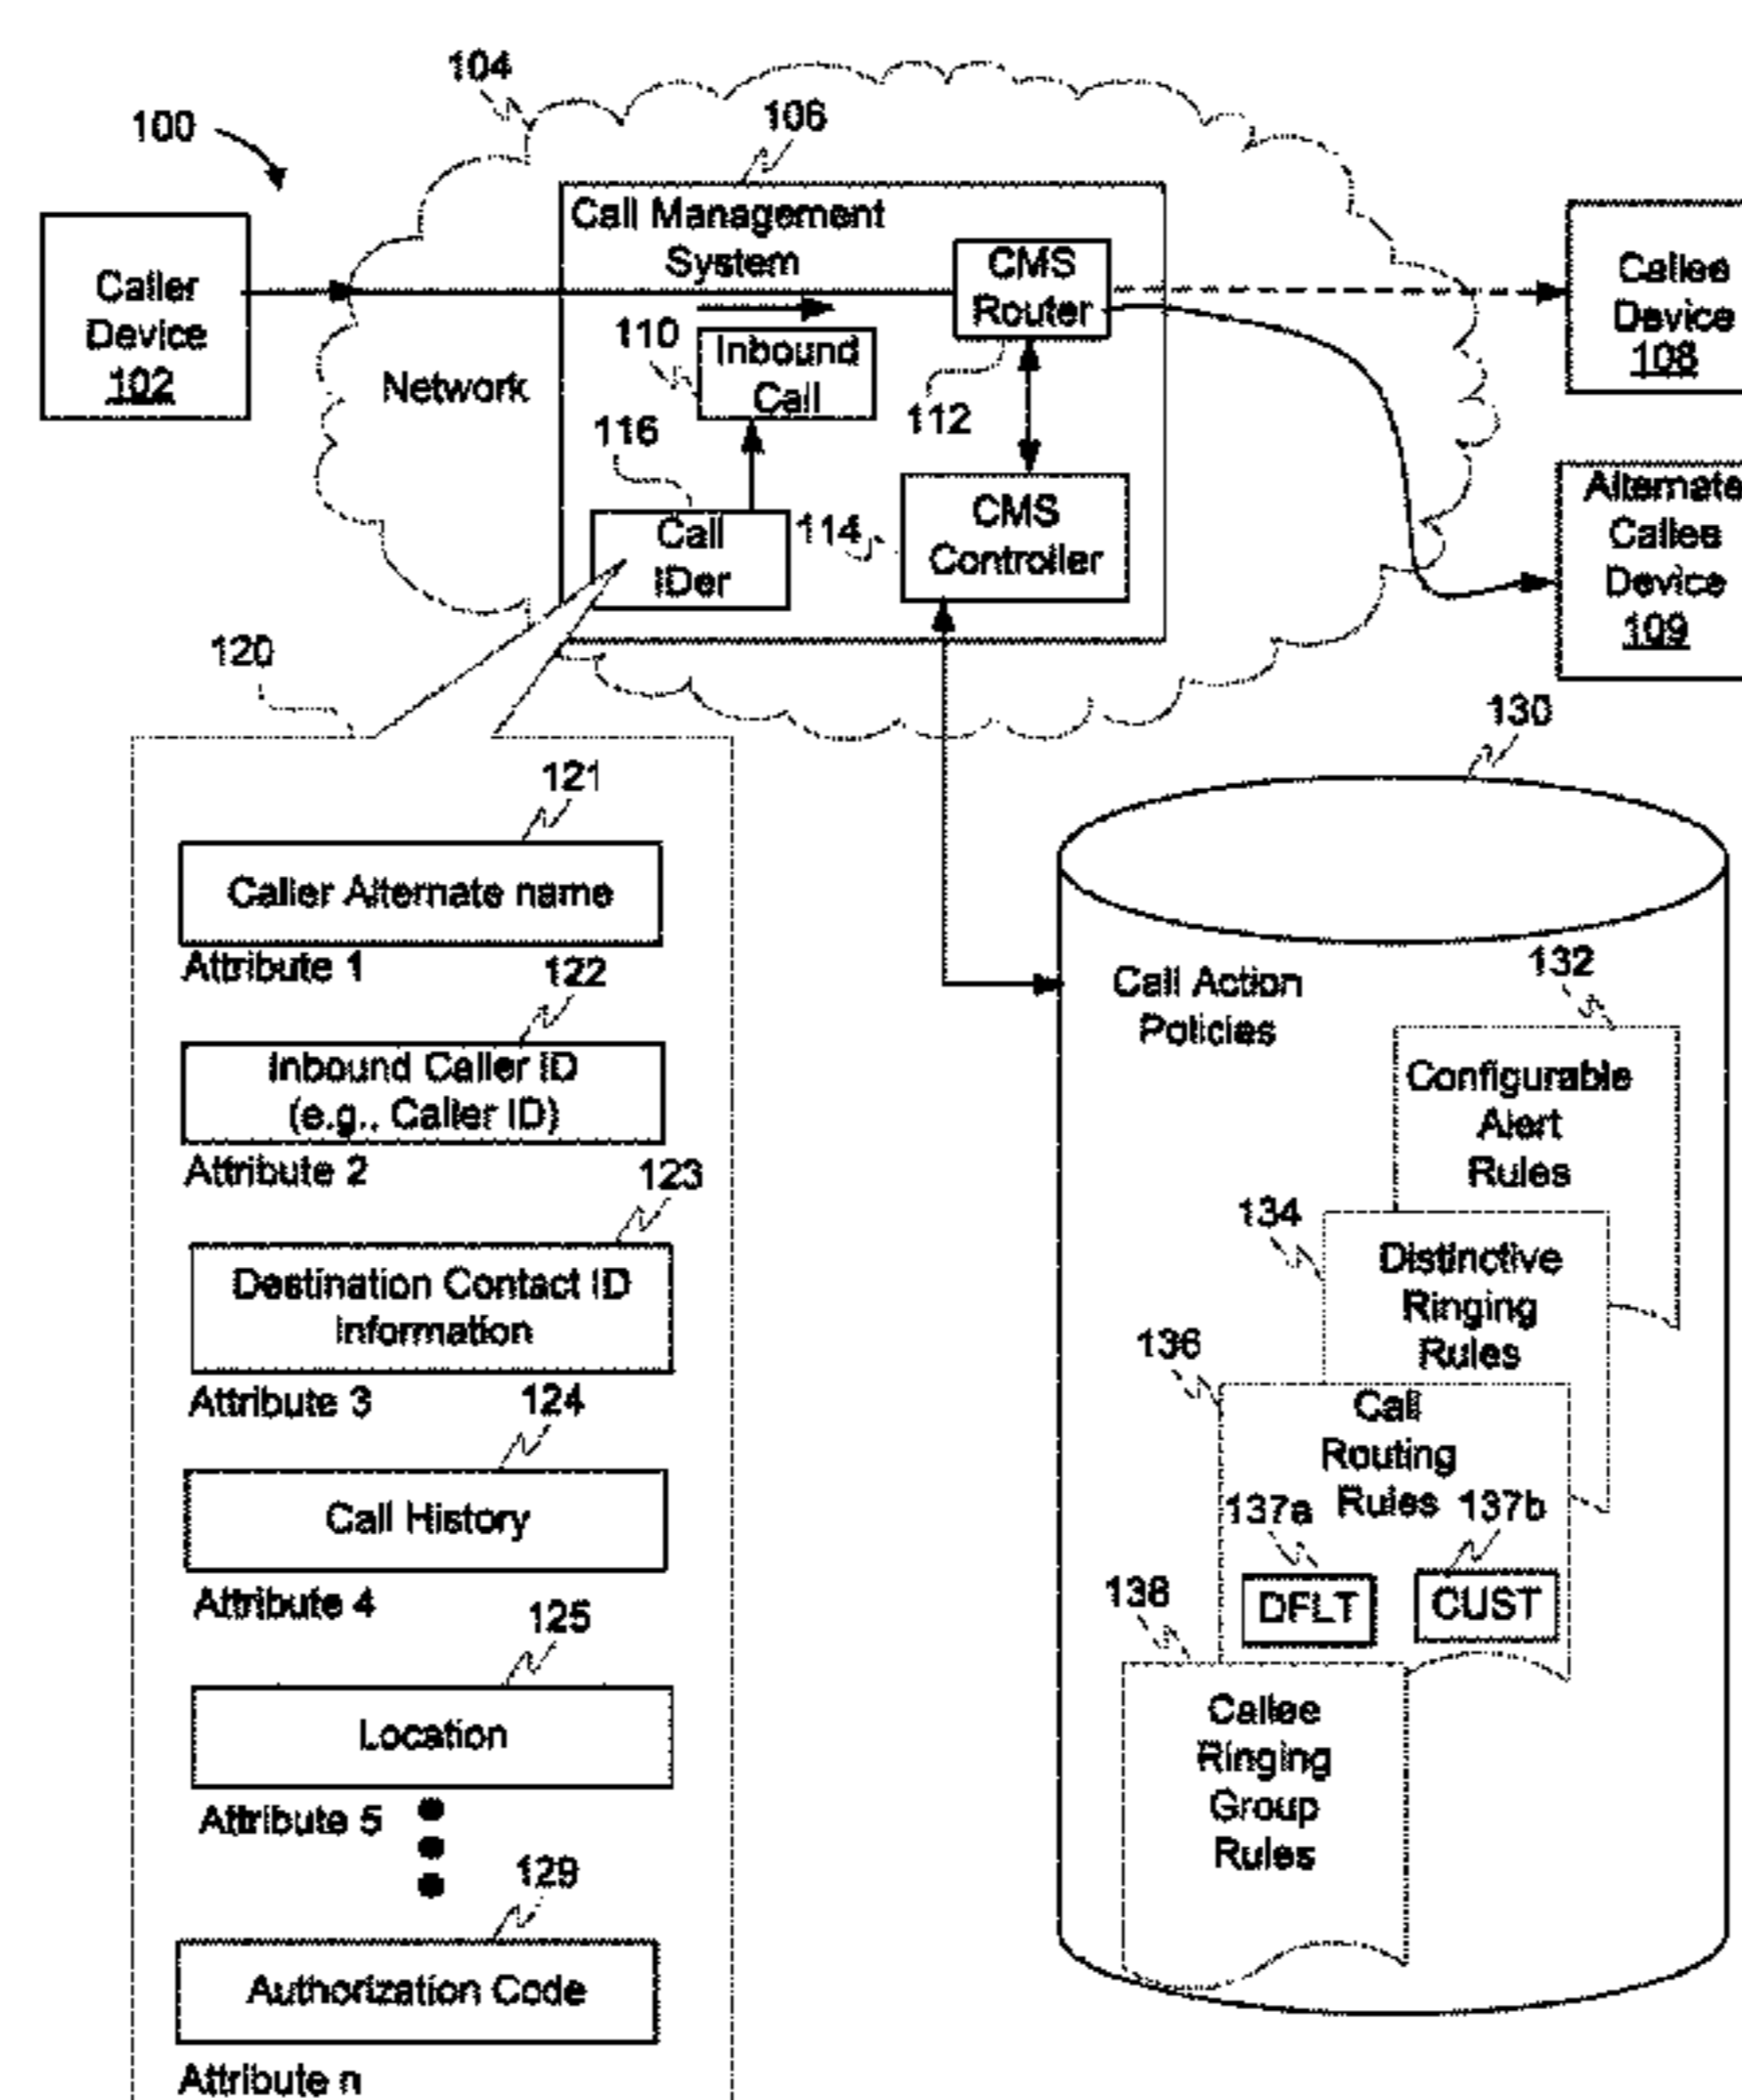 104
100
106
Call Management
System
CMS
Router
Caller
Device
102
Callee
Device
108
110
Inbound
Call
Network
112
116
Call
IDer
114
CMS
Controller
Alternate
Callee
Device
109
120
130
121
Caller Alternate name
Attribute 1
122
Inbound Caller ID
(e.g., Caller ID)
Attribute 2
123
Destination Contact ID
Information
Attribute 3
124
Call History
Attribute 4
125
Location
Attribute 5
129
Authorization Code
Attribute n
Call Action
Policies
132
Configurable
Alert
Rules
134
Distinctive
Ringing
Rules
136
Call
Routing
Rules
137a
137b
DFLT
CUST
138
Callee
Ringing
Group
Rules